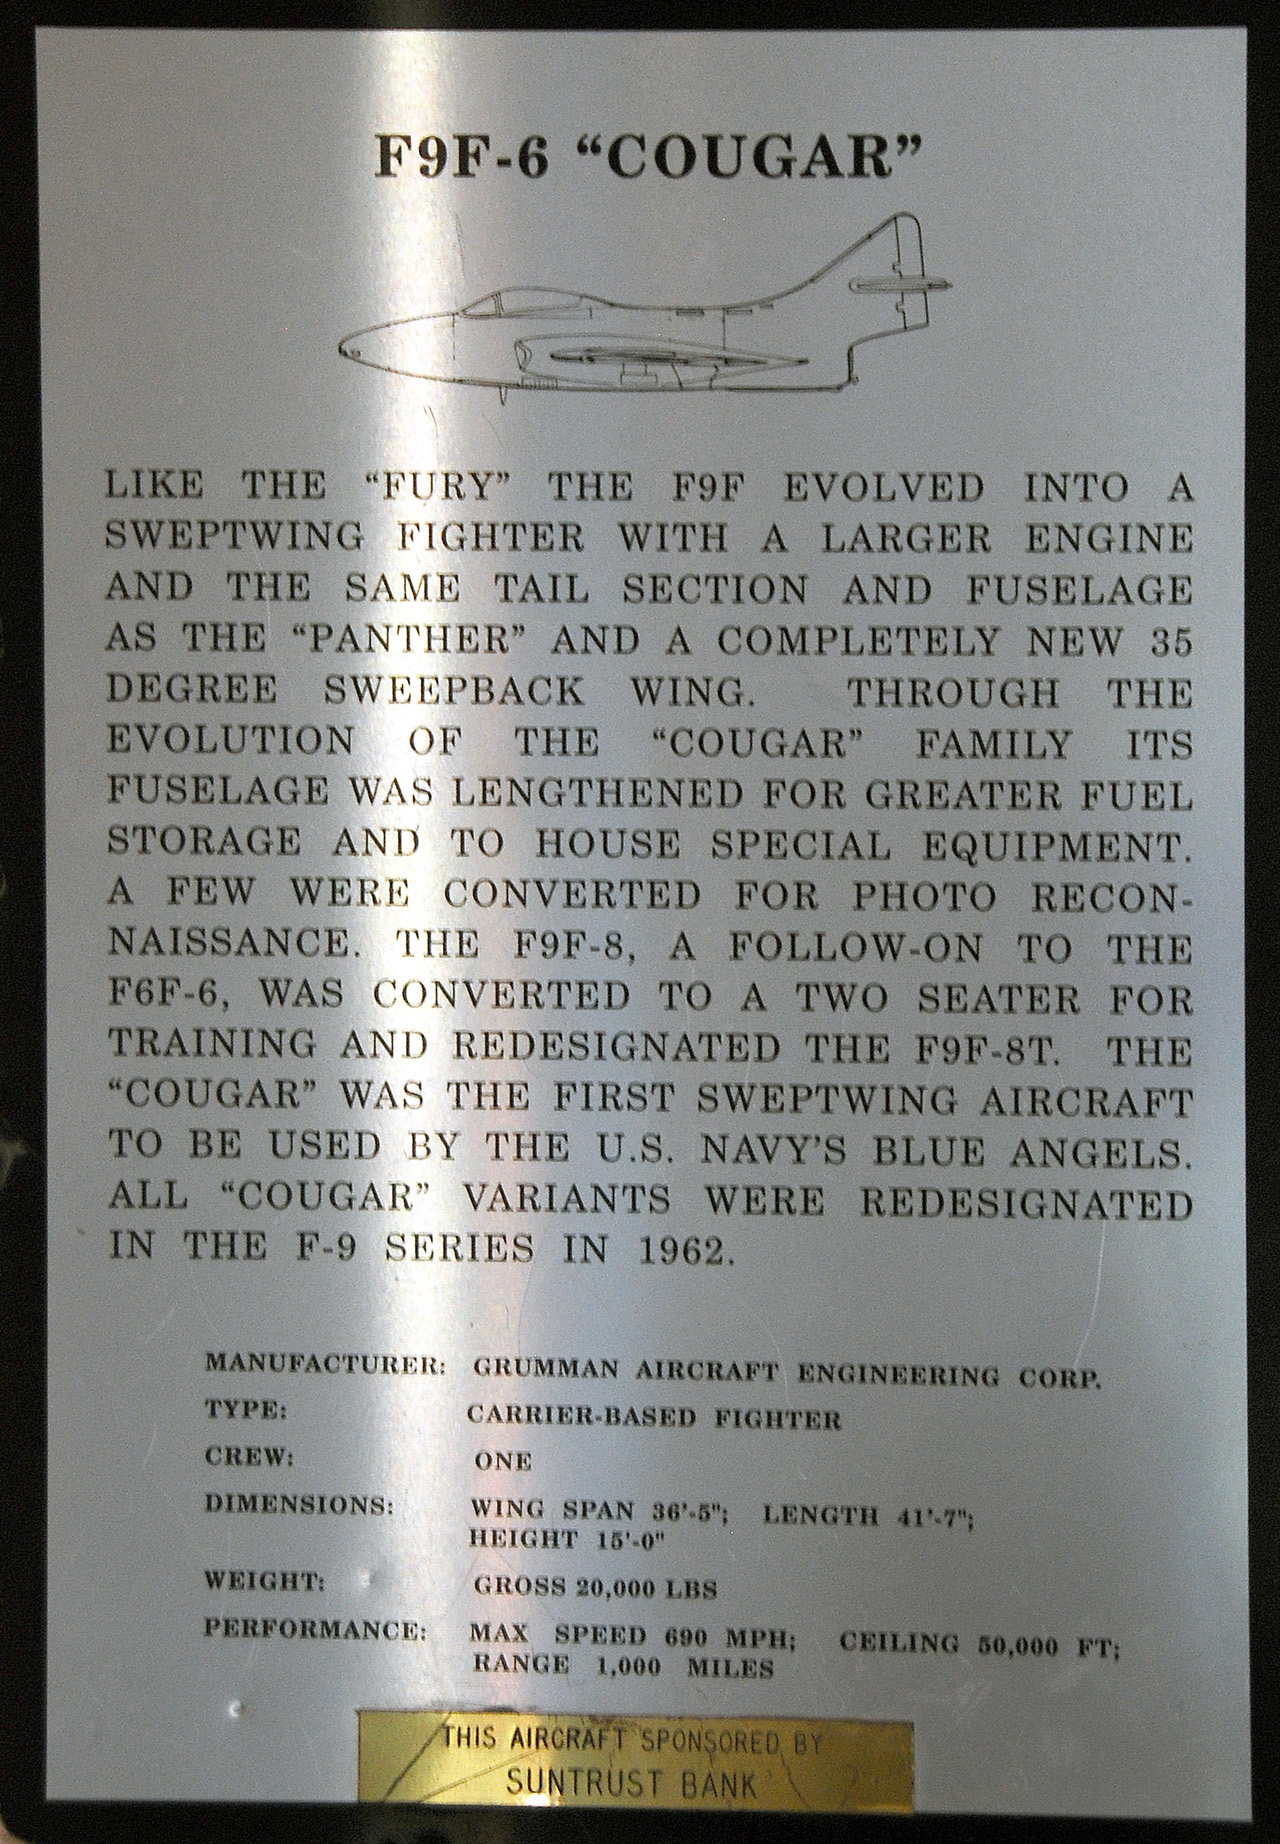 F9F-6 “COUGAR”
LIKE THE “FURY” THE F9F EVOLVED INTO A
SWEPTWING FIGHTER WITH A LARGER ENGINE
AND THE SAME TAIL SECTION AND FUSELAGE
AS THE “PANTHER” AND A COMPLETELY NEW 35
DEGREE SWEEPBACK WING. THROUGH THE
EVOLUTION OF THE “COUGAR” FAMILY ITS
FUSELAGE WAS LENGTHENED FOR GREATER FUEL
STORAGE AND TO HOUSE SPECIAL EQUIPMENT.
A FEW WERE CONVERTED FOR PHOTO RECON-
NAISSANCE. THE F9F-8, A FOLLOW-ON TO THE
F6F-6, WAS CONVERTED TO A TWO SEATER FOR
TRAINING AND REDESIGNATED THE F9F-8T. THE
“COUGAR” WAS THE FIRST SWEPTWING AIRCRAFT
TO BE USED BY THE U.S. NAVY’S BLUE ANGELS.
ALL “COUGAR” VARIANTS WERE REDESIGNATED
IN THE F-9 SERIES IN 1962.
MANUFACTURER: GRUMMAN AIRCRAFT ENGINEERING CORP.
TYPE: CARRIER-BASED FIGHTER
CREW: ONE
DIMENSIONS: WING SPAN 36'-5"; LENGTH 41'-7";
HEIGHT 15'-0"
WEIGHT: GROSS 20,000 LBS
PERFORMANCE: MAX SPEED 690 MPH; CEILING 50,000 FT;
RANGE 1,000 MILES
THIS AIRCRAFT SPONSORED BY
SUNTRUST BANK